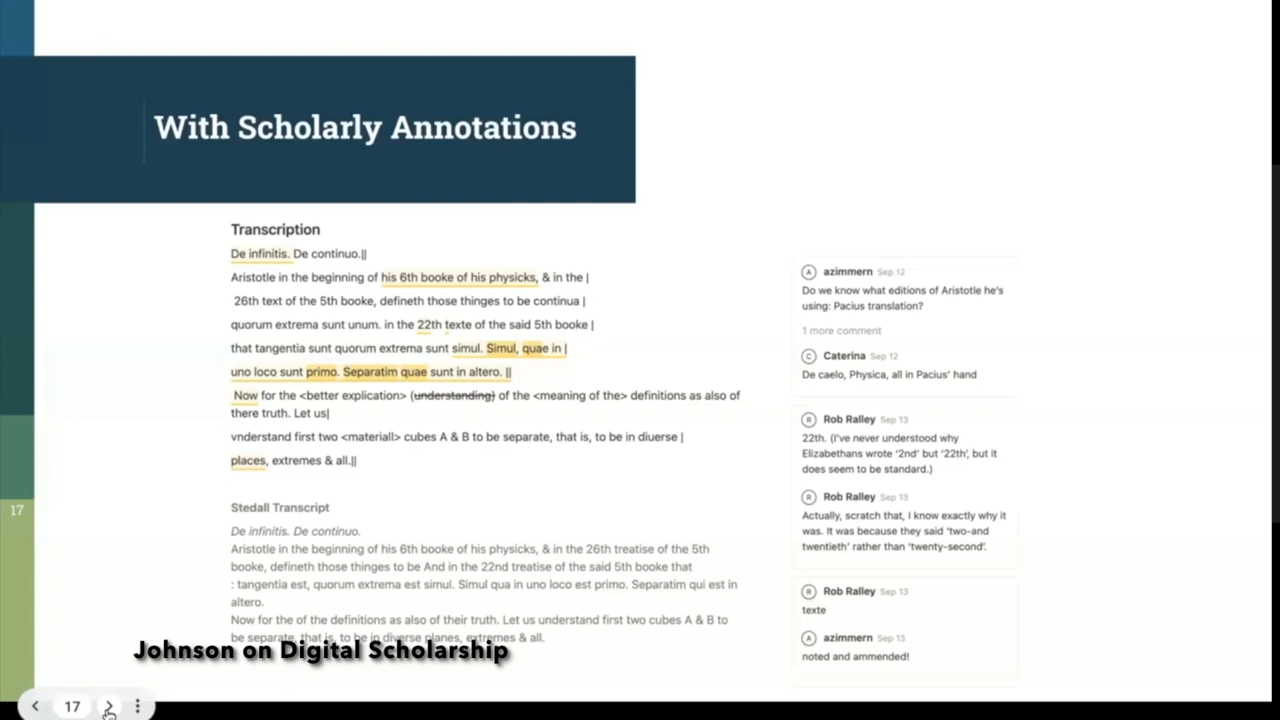 With Scholarly Annotations
Transcription
De infinitis. De continuo.||
Aristotle in the beginning of his 6th booke of his physicks, & in the |
26th text of the 5th booke, defineth those thinges to be continua |
quorum extrema sunt unum. in the 22th texte of the said 5th booke |
that tangentia sunt quorum extrema sunt simul. Simul, quae in |
uno loco sunt primo. Separatim quae sunt in altero. ||
Now for the <better explication> (understanding) of the <meaning of the> definitions as also of
there truth. Let us|
vnderstand first two <materiall> cubes A & B to be separate, that is, to be in diuerse |
places, extremes & all.||
Stedall Transcript
De infinitis. De continuo.
Aristotle in the beginning of his 6th booke of his physicks, & in the 26th treatise of the 5th
booke, defineth those thinges to be And in the 22nd treatise of the said 5th booke that
: tangentia est, quorum extrema est simul. Simul qua in uno loco est primo. Separatim qui est in
altero.
Now for the of the definitions as also of their truth. Let us understand first two cubes A & B to
be separate, that is, to be in diverse planes, extremes & all.
A azimmern Sep 12
Do we know what editions of Aristotle he's
using: Pacius translation?
1 more comment
C Caterina Sep 12
De caelo, Physica, all in Pacius' hand
R Rob Ralley Sep 13
22th. (I've never understood why
Elizabethans wrote '2nd' but '22th', but it
does seem to be standard.)
R Rob Ralley Sep 13
Actually, scratch that, I know exactly why it
was. It was because they said 'two-and
twentieth' rather than 'twenty-second'.
R Rob Ralley Sep 13
texte
A azimmern Sep 13
noted and ammended!
17
Johnson on Digital Scholarship
17